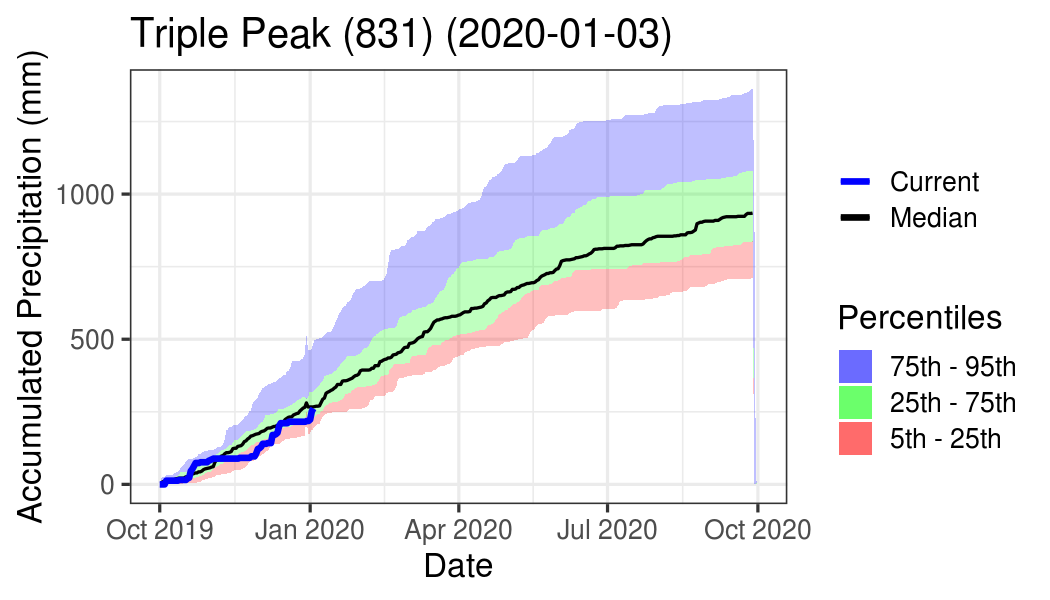 Triple Peak (831) (2020-01-03)
Accumulated Precipitation (mm)
1000
500
0
Oct 2019
Jan 2020
Apr 2020
Jul 2020
Oct 2020
Date
Current
Median
Percentiles
75th - 95th
25th - 75th
5th - 25th